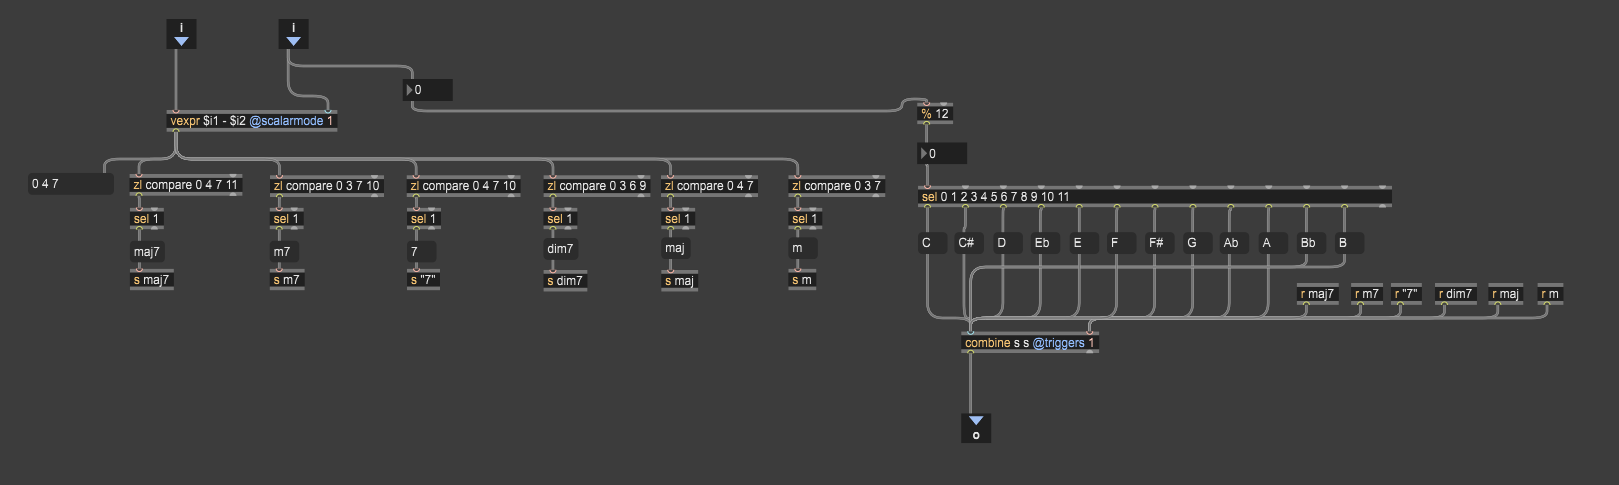 i
i
0
vexpr $i1 - $i2 @scalarmode 1
% 12
0
0 4 7
zl compare 0 4 7 11
zl compare 0 3 7 10
zl compare 0 4 7 10
zl compare 0 3 6 9
zl compare 0 4 7
zl compare 0 3 7
sel 0 1 2 3 4 5 6 7 8 9 10 11
sel 1
sel 1
sel 1
sel 1
sel 1
sel 1
maj7
m7
7
dim7
maj
m
C
C#
D
Eb
E
F
F#
G
Ab
A
Bb
B
s maj7
s m7
s "7"
s dim7
s maj
s m
r maj7
r m7
r "7"
r dim7
r maj
r m
combine s s @triggers 1
o